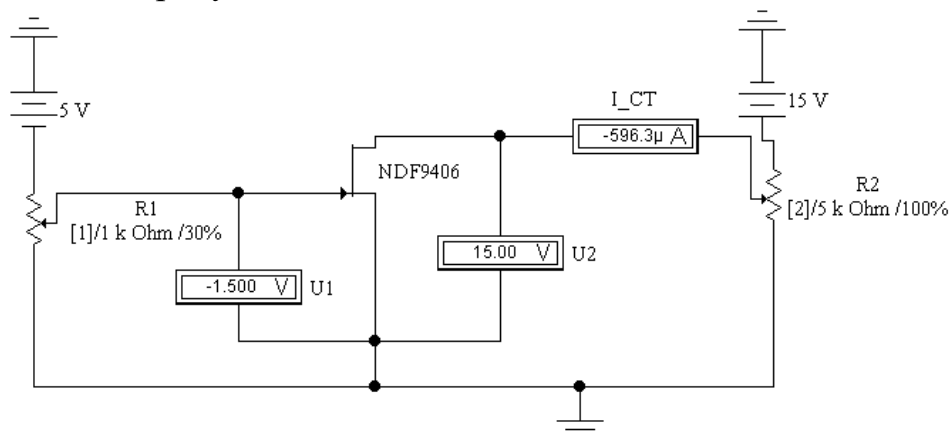 5 V
15 V
I_CT
-596.3µ A
NDF9406
R1
[1]/1 k Ohm /30%
R2
[2]/5 k Ohm /100%
15.00 V
U2
-1.500 V
U1